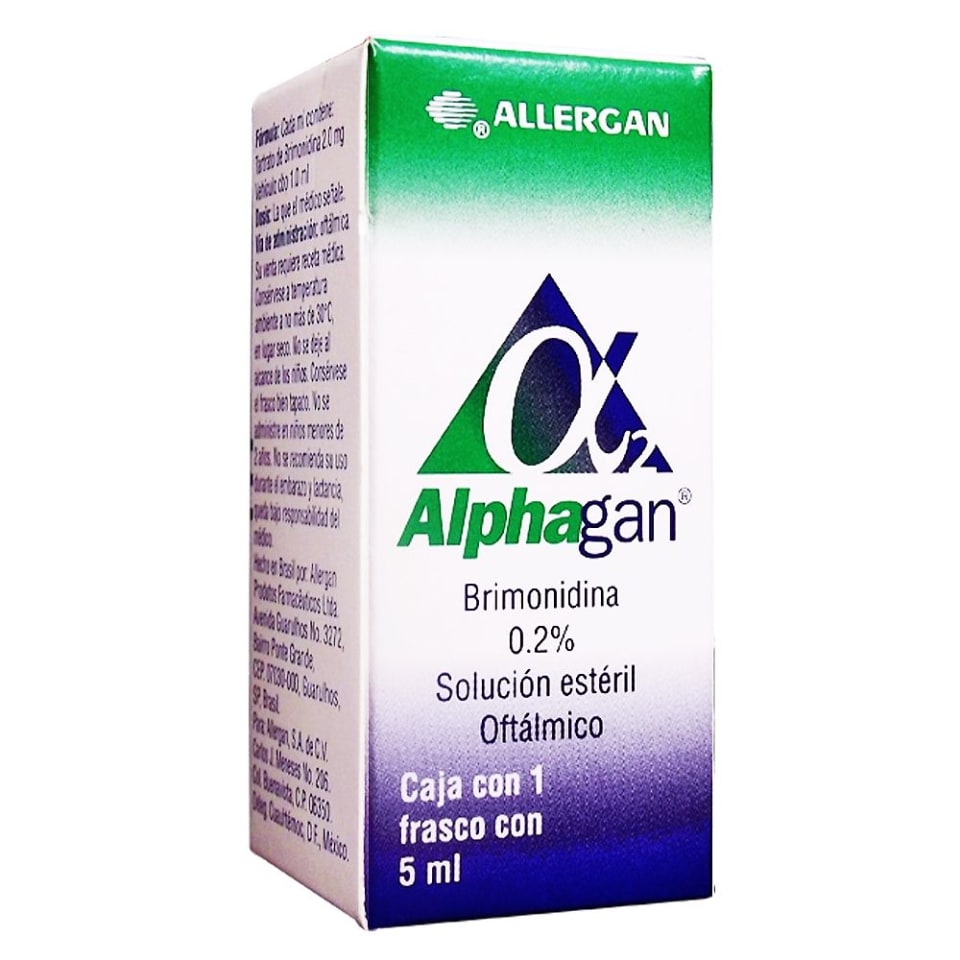 ALLERGAN
®
α2
Alphagan®
Brimonidina
0.2%
Solución estéril
Oftálmico
Caja con 1
frasco con
5 ml
Fórmula: Cada ml contiene:
Tartrato de Brimonidina 2.0 mg
Vehículo cbp 1.0 ml
Dosis: La que el médico señale.
Vía de administración: oftálmica
Su venta requiere receta médica.
Consérvese a temperatura
ambiente a no más de 30°C,
en lugar seco. No se deje al
alcance de los niños. Consérvese
el frasco bien tapado. No se
administre en niños menores de
2 años. No se recomienda su uso
durante el embarazo y lactancia,
queda bajo responsabilidad del
médico.
Hecho en Brasil por: Allergan
Produtos Farmacêuticos Ltda.
Avenida Guarulhos No. 3272,
Bairro Ponte Grande,
CEP. 07030-000, Guarulhos,
SP, Brasil.
Para: Allergan, S.A. de C.V.
Carlos J. Meneses No. 206,
Col. Buenavista, C.P. 06350,
Deleg. Cuauhtémoc, D.F., México.